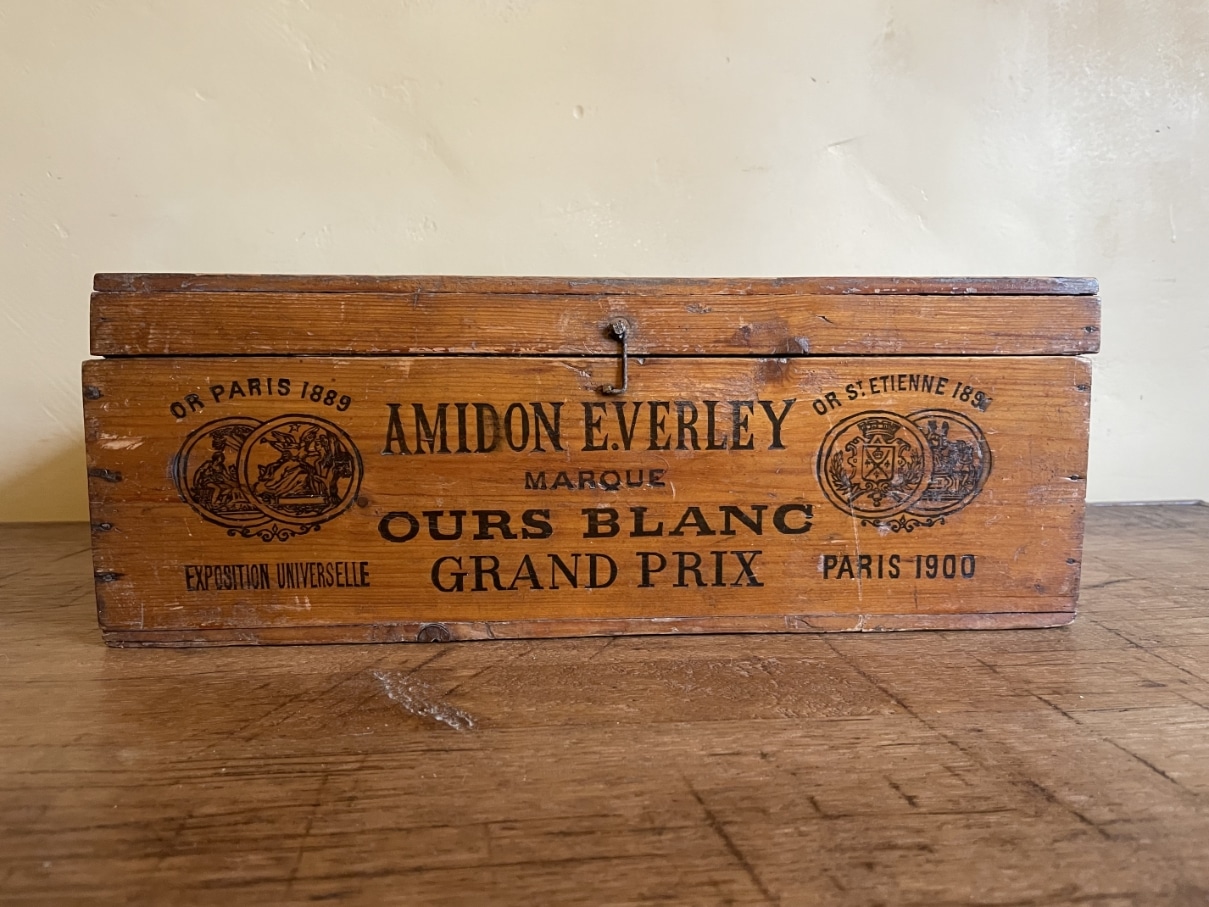 OR PARIS 1889
AMIDON E.VERLEY
OR ST ETIENNE
MARQUE
OURS BLANC
EXPOSITION UNIVERSELLE
GRAND PRIX
PARIS 1900